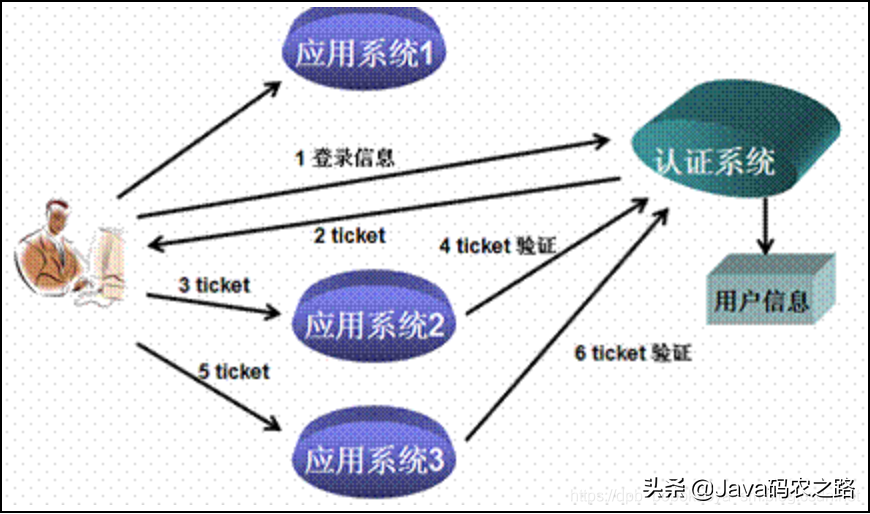 应用系统1
1 登录信息
认证系统
2 ticket
4 ticket 验证
3 ticket
应用系统2
用户信息
6 ticket 验证
5 ticket
应用系统3
头条 @Java码农之路